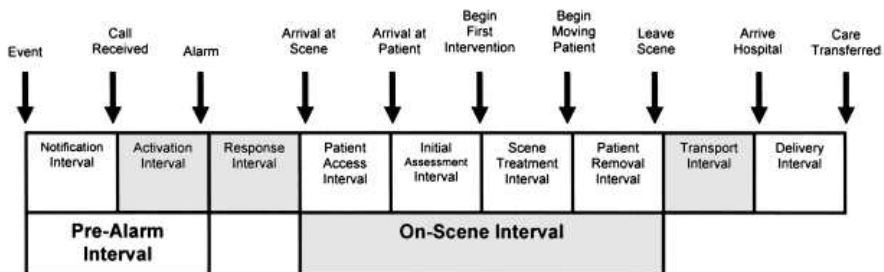 Event
Call
Received
Alarm
Arrival at
Scene
Arrival at
Patient
Begin
First
Intervention
Begin
Moving
Patient
Leave
Scene
Arrive
Hospital
Care
Transferred
Notification
Interval
Activation
Interval
Response
Interval
Patient
Access
Interval
Initial
Assessment
Interval
Scene
Treatment
Interval
Patient
Removal
Interval
Transport
Interval
Delivery
Interval
Pre-Alarm
Interval
On-Scene Interval